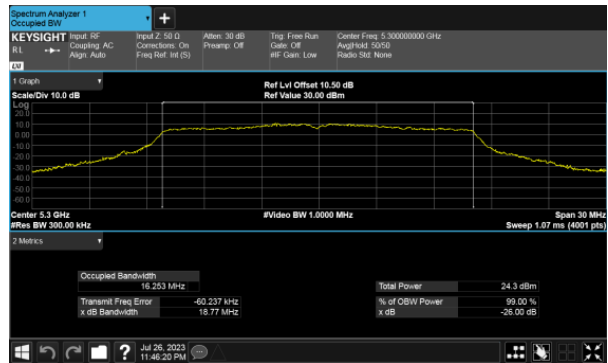 Spectrum Analyzer 1
Occupied BW
KEYSIGHT
RL
Input: RF
Coupling: AC
Align: Auto
Input Z: 50 Ω
Corrections: On
Freq Ref: Int (S)
Atten: 30 dB
Preamp: Off
Trig: Free Run
Gate: Off
#IF Gain: Low
Center Freq: 5.300000000 GHz
Avg|Hold: 50/50
Radio Std: None
LXI
1 Graph
Scale/Div 10.0 dB
Ref Lvl Offset 10.50 dB
Ref Value 30.00 dBm
Log
20.0
10.0
0.00
-10.0
-20.0
-30.0
-40.0
-50.0
-60.0
Center 5.3 GHz
#Res BW 300.00 kHz
#Video BW 1.0000 MHz
Span 30 MHz
Sweep 1.07 ms (4001 pts)
2 Metrics
Occupied Bandwidth
16.253 MHz
Transmit Freq Error -60.237 kHz
x dB Bandwidth 18.77 MHz
Total Power 24.3 dBm
% of OBW Power 99.00 %
x dB -26.00 dB
?
Jul 26, 2023
11:46:20 PM